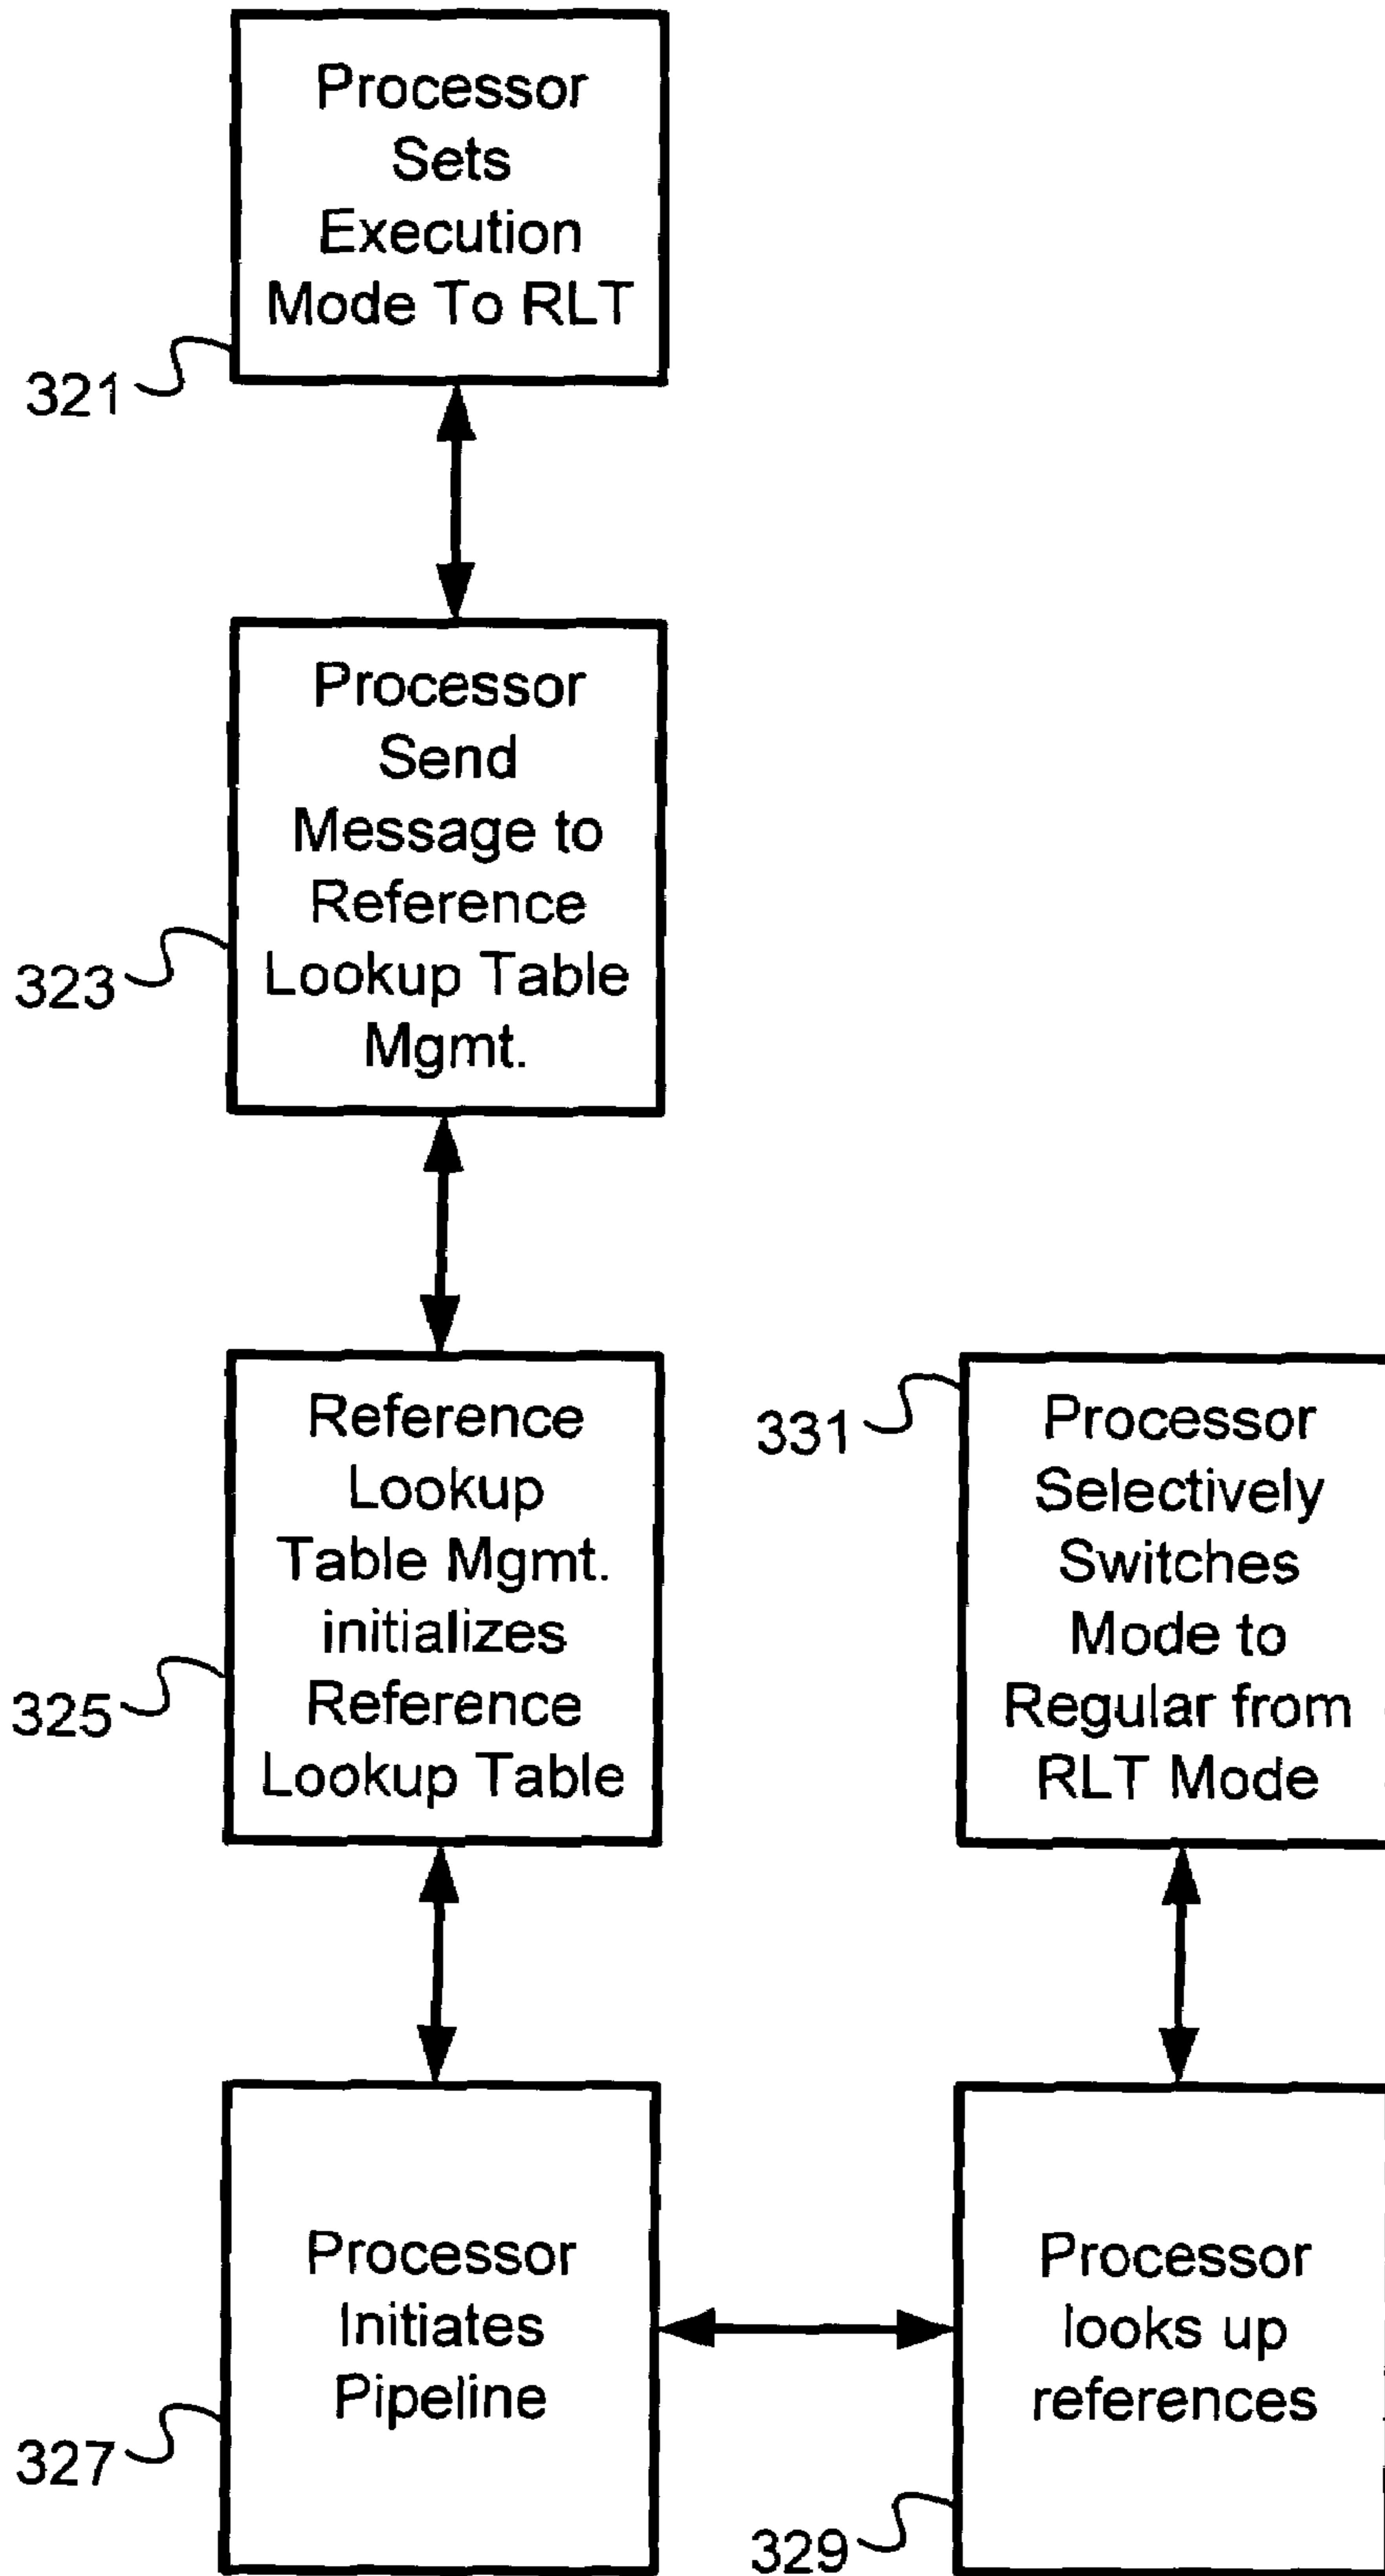 Processor
Sets
Execution
Mode To RLT
321
Processor
Send
Message to
Reference
Lookup Table
Mgmt.
323
Reference
Lookup
Table Mgmt.
initializes
Reference
Lookup Table
325
Processor
Initiates
Pipeline
327
Processor
looks up
references
329
331
Processor
Selectively
Switches
Mode to
Regular from
RLT Mode